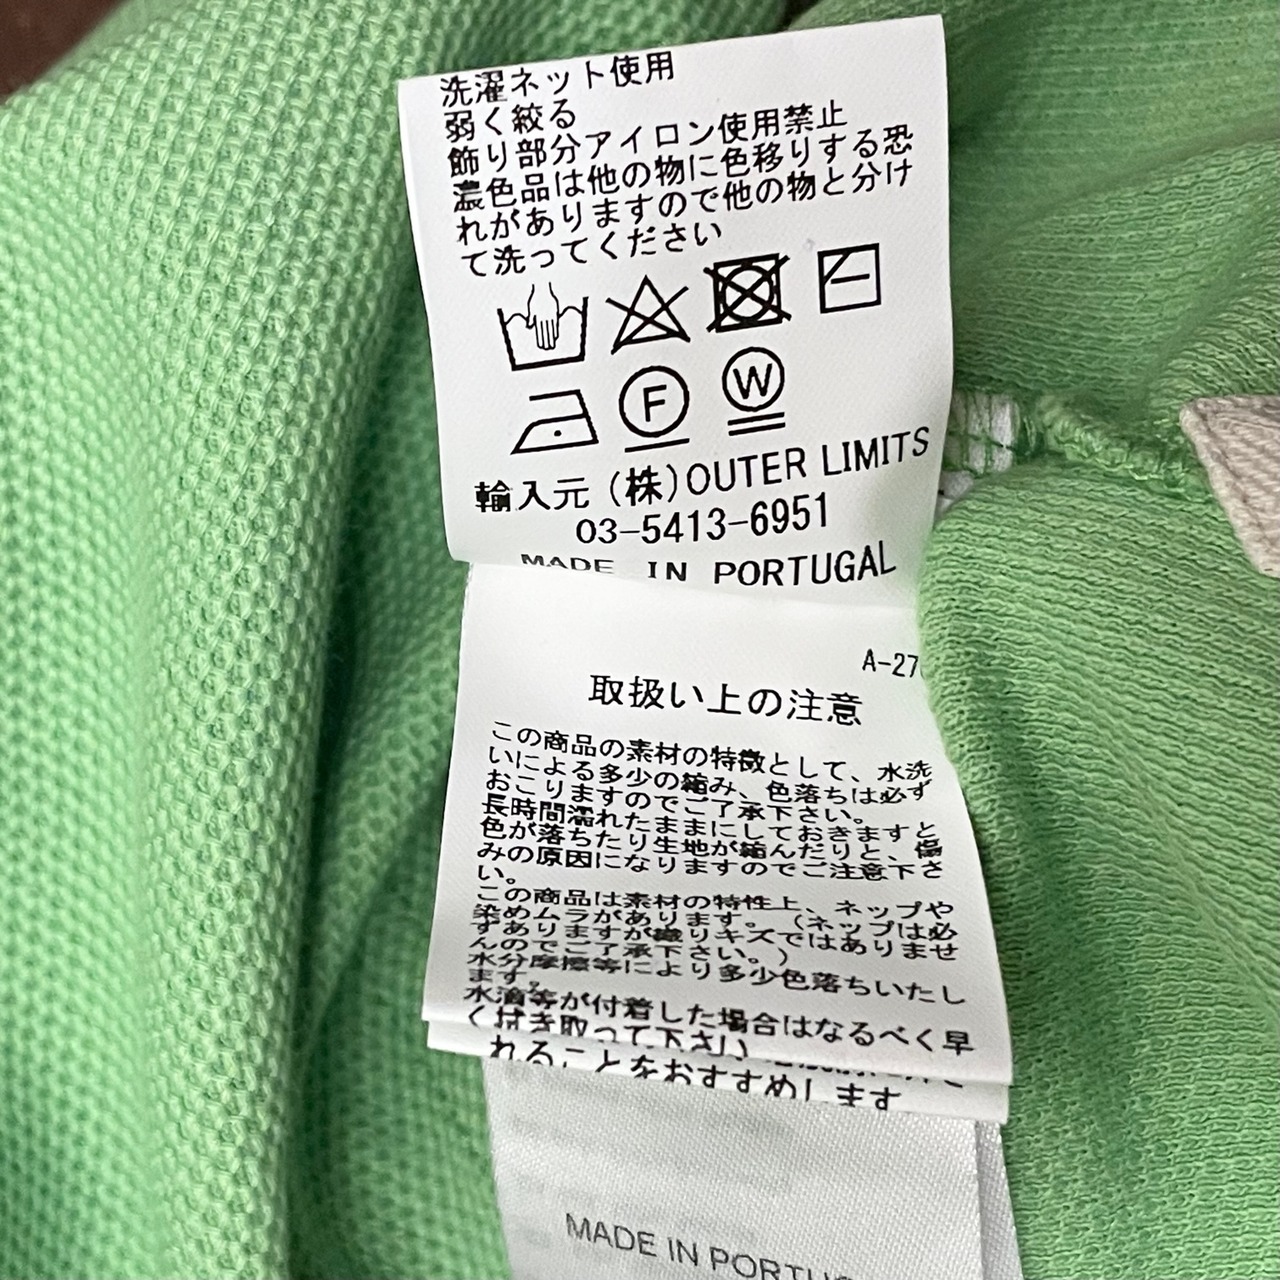 洗濯ネット使用
弱く絞る
飾り部分アイロン使用禁止
濃色品は他の物に色移りする恐
れがありますので他の物と分け
て洗ってください
F
W
輸入元(株)OUTER LIMITS
03-5413-6951
MADE IN PORTUGAL
A-27
取扱い上の注意
この商品の素材の特徴として、水洗
いによる多少の縮み、色落ちは必ず
おこりますのでご了承下さい。
長時間濡れたままにしておきますと
色が落ちたり生地が縮んだりと、傷
みの原因になりますのでご注意下さ
い。
この商品は素材の特性上、ネップや
染めムラがあります。(ネップは必
ずありますが織りキズではありませ
んのでご了承下さい。)
水分摩擦等により多少色落ちいたし
ます。
水滴等が付着した場合はなるべく早
く拭き取って下さい
れることをおすすめします
MADE IN PORTU